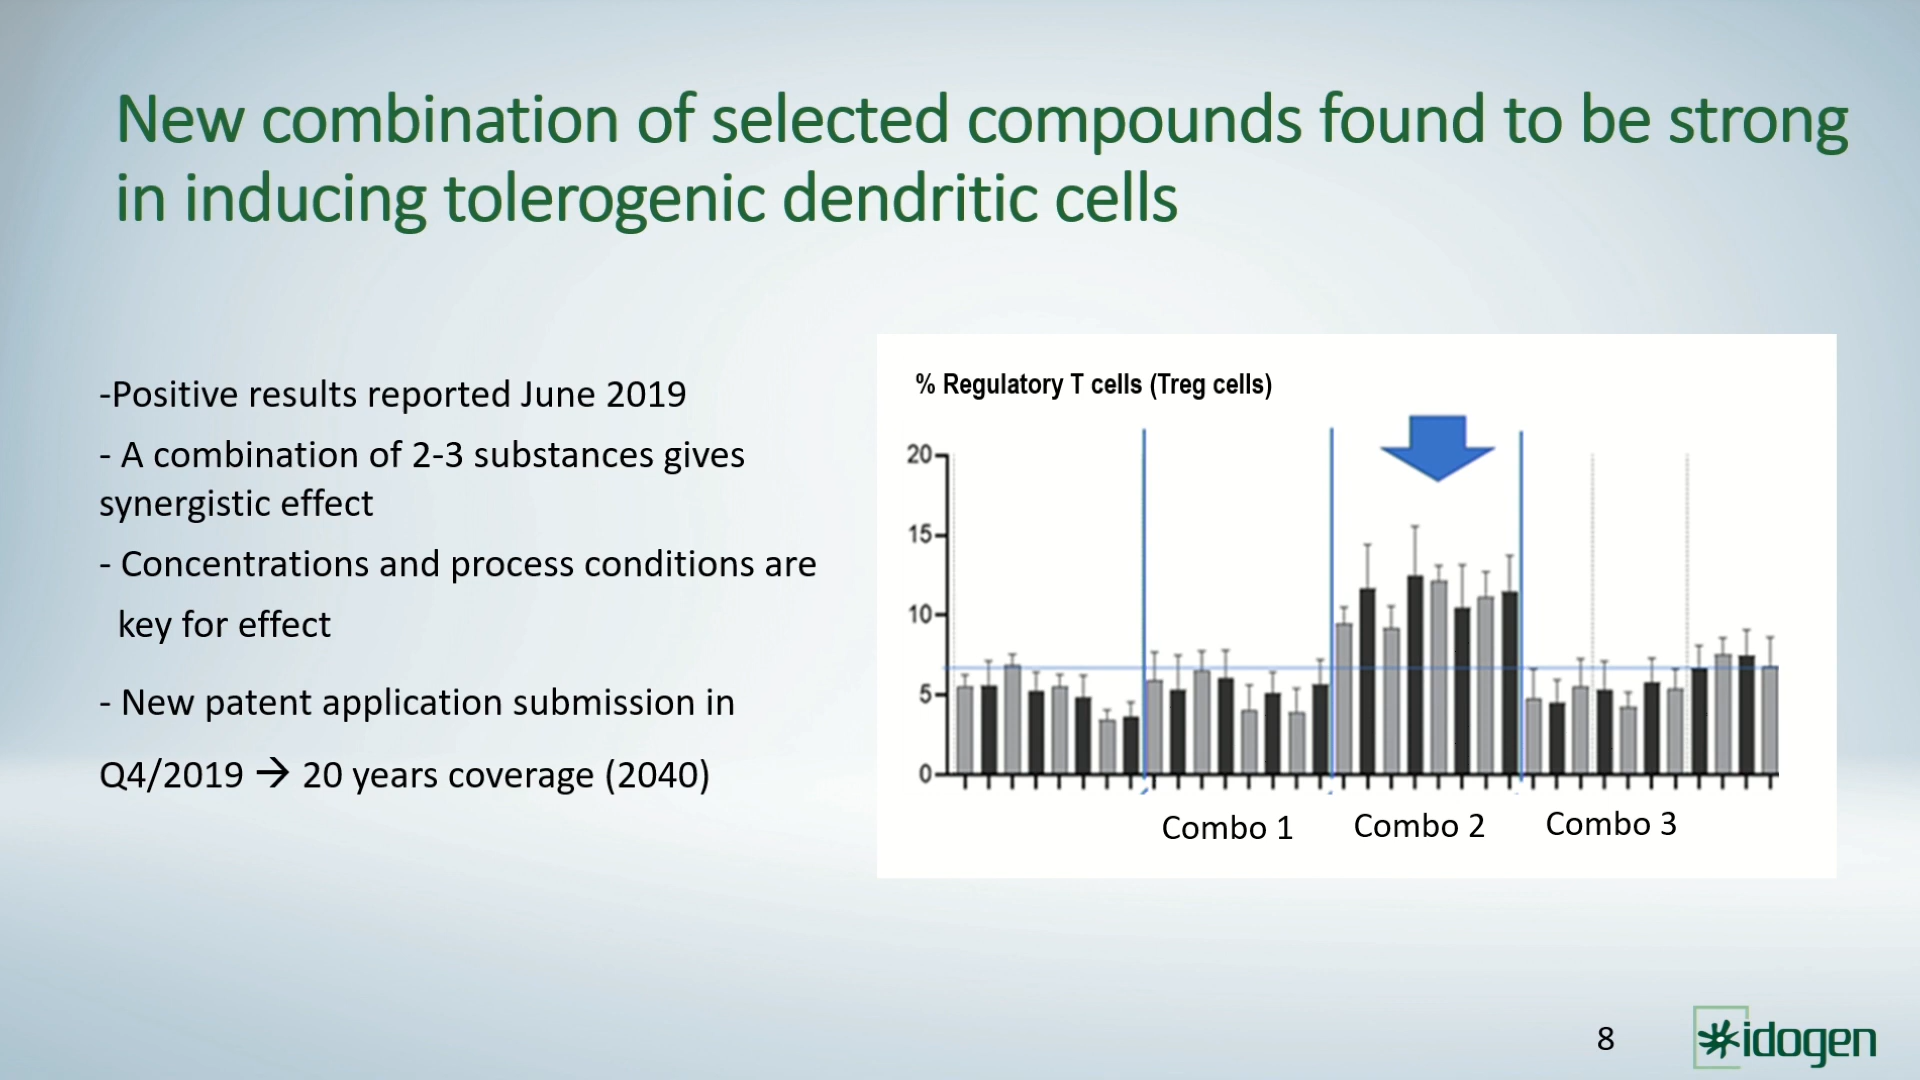 New combination of selected compounds found to be strong
in inducing tolerogenic dendritic cells
-Positive results reported June 2019
- A combination of 2-3 substances gives
synergistic effect
- Concentrations and process conditions are
key for effect
- New patent application submission in
Q4/2019 → 20 years coverage (2040)
% Regulatory T cells (Treg cells)
20
15
10
5
0
Combo 1
Combo 2
Combo 3
8
idogen